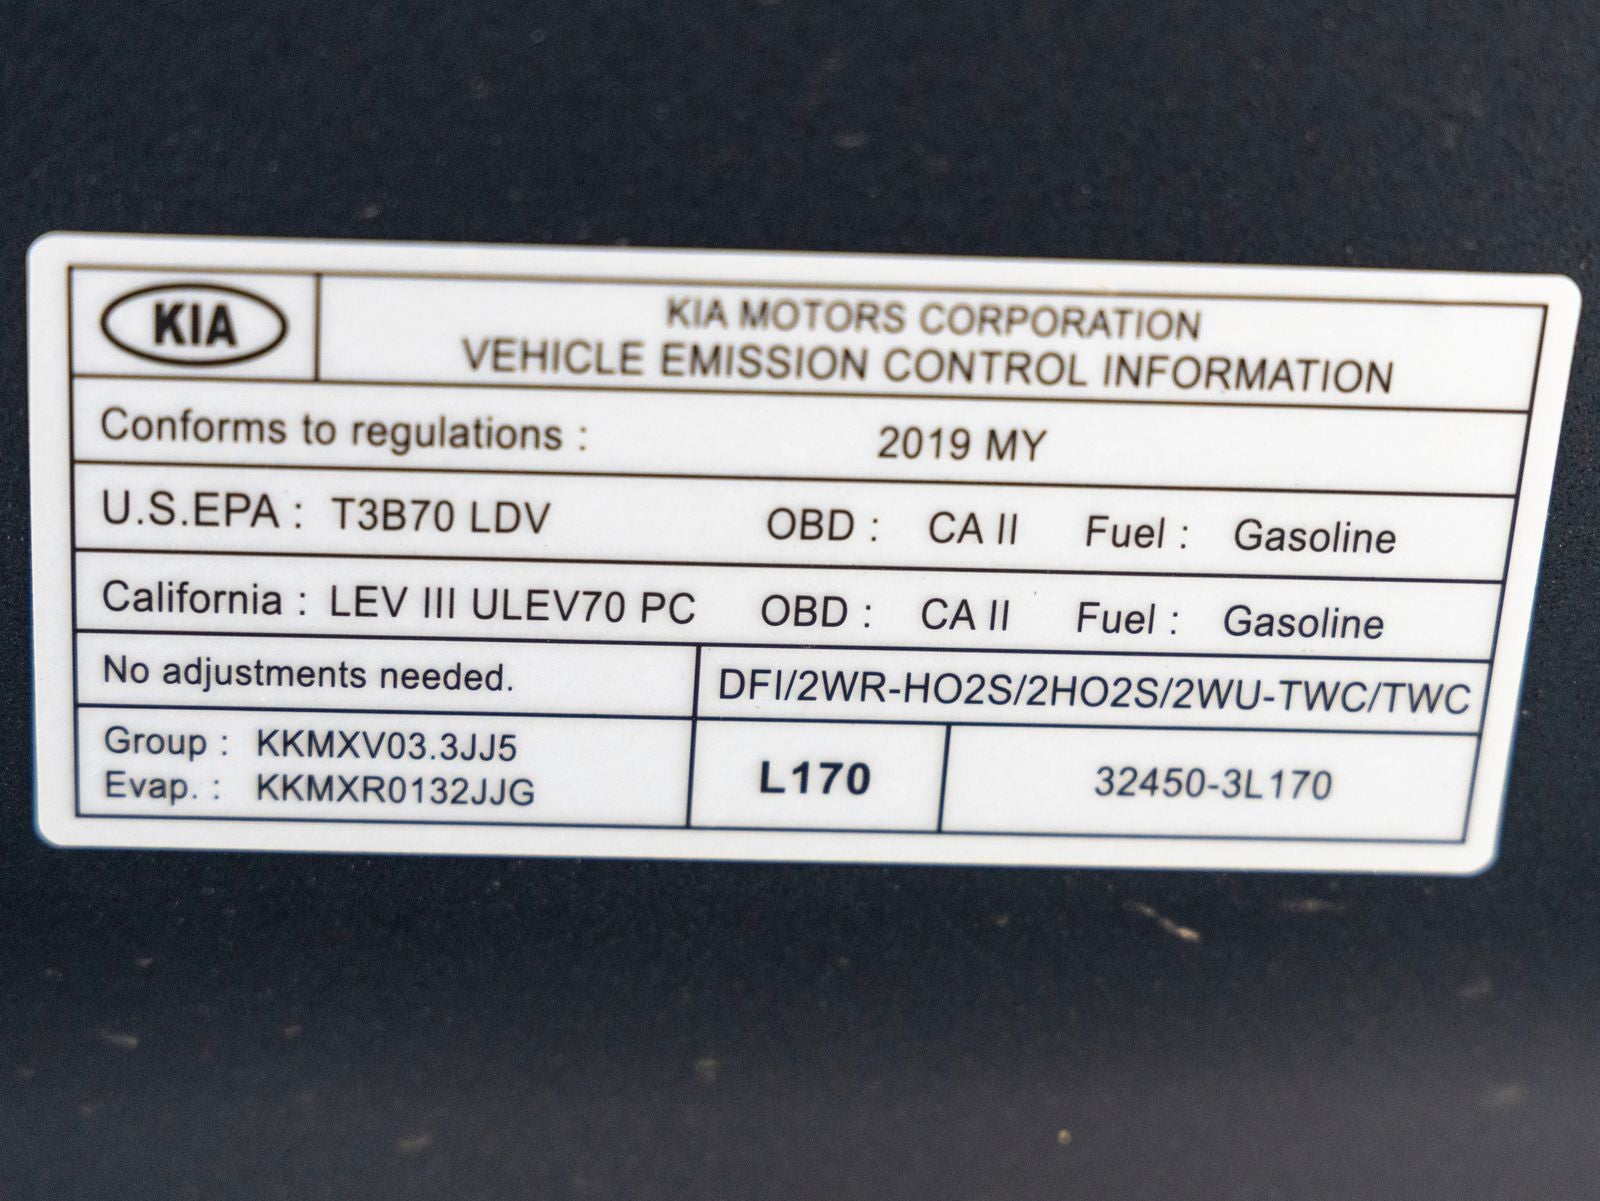 KIA
KIA MOTORS CORPORATION
VEHICLE EMISSION CONTROL INFORMATION
Conforms to regulations : 2019 MY
U.S.EPA : T3B70 LDV OBD : CA II Fuel : Gasoline
California : LEV III ULEV70 PC OBD : CA II Fuel : Gasoline
No adjustments needed. DFI/2WR-HO2S/2HO2S/2WU-TWC/TWC
Group : KKMXV03.3JJ5
Evap. : KKMXR0132JJG
L170
32450-3L170